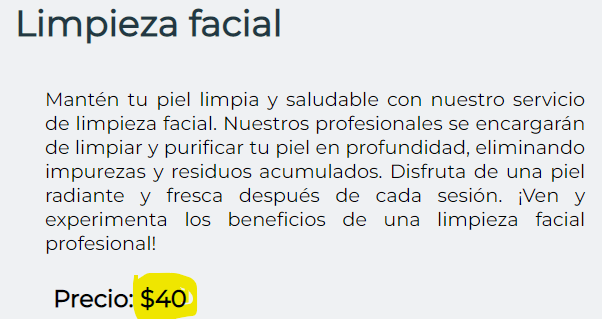 Limpieza facial
Mantén tu piel limpia y saludable con nuestro servicio
de limpieza facial. Nuestros profesionales se encargarán
de limpiar y purificar tu piel en profundidad, eliminando
impurezas y residuos acumulados. Disfruta de una piel
radiante y fresca después de cada sesión. ¡Ven y
experimenta los beneficios de una limpieza facial
profesional!
Precio: $40